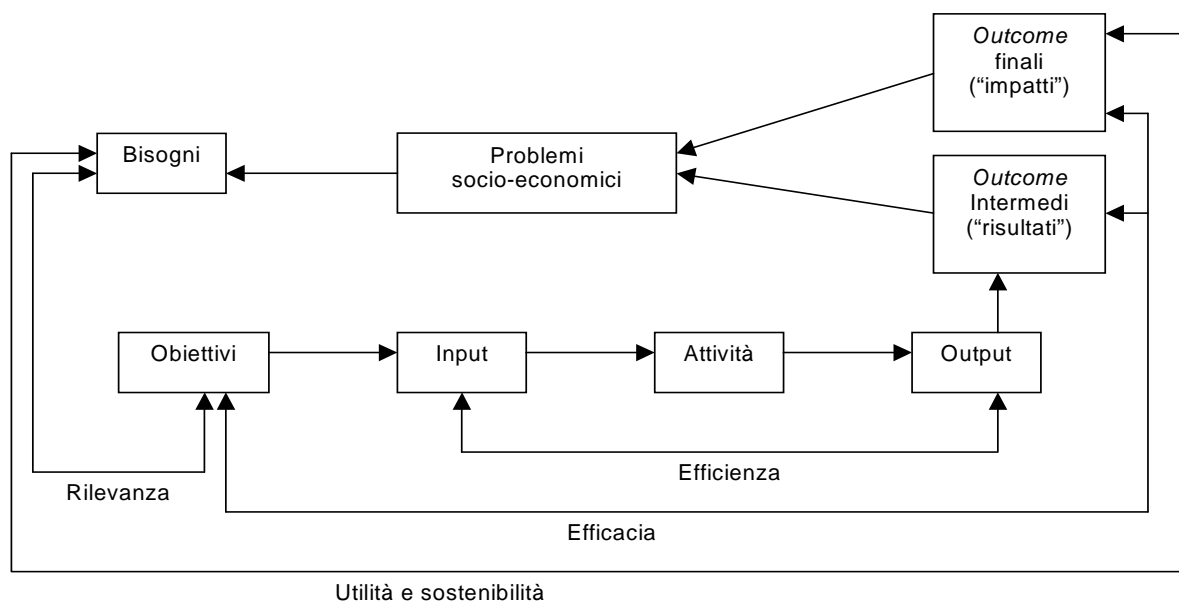 Outcome
finali
(“impatti”)
Bisogni
Problemi
socio-economici
Outcome
Intermedi
(“risultati”)
Obiettivi
Input
Attività
Output
Efficienza
Rilevanza
Efficacia
Utilità e sostenibilità